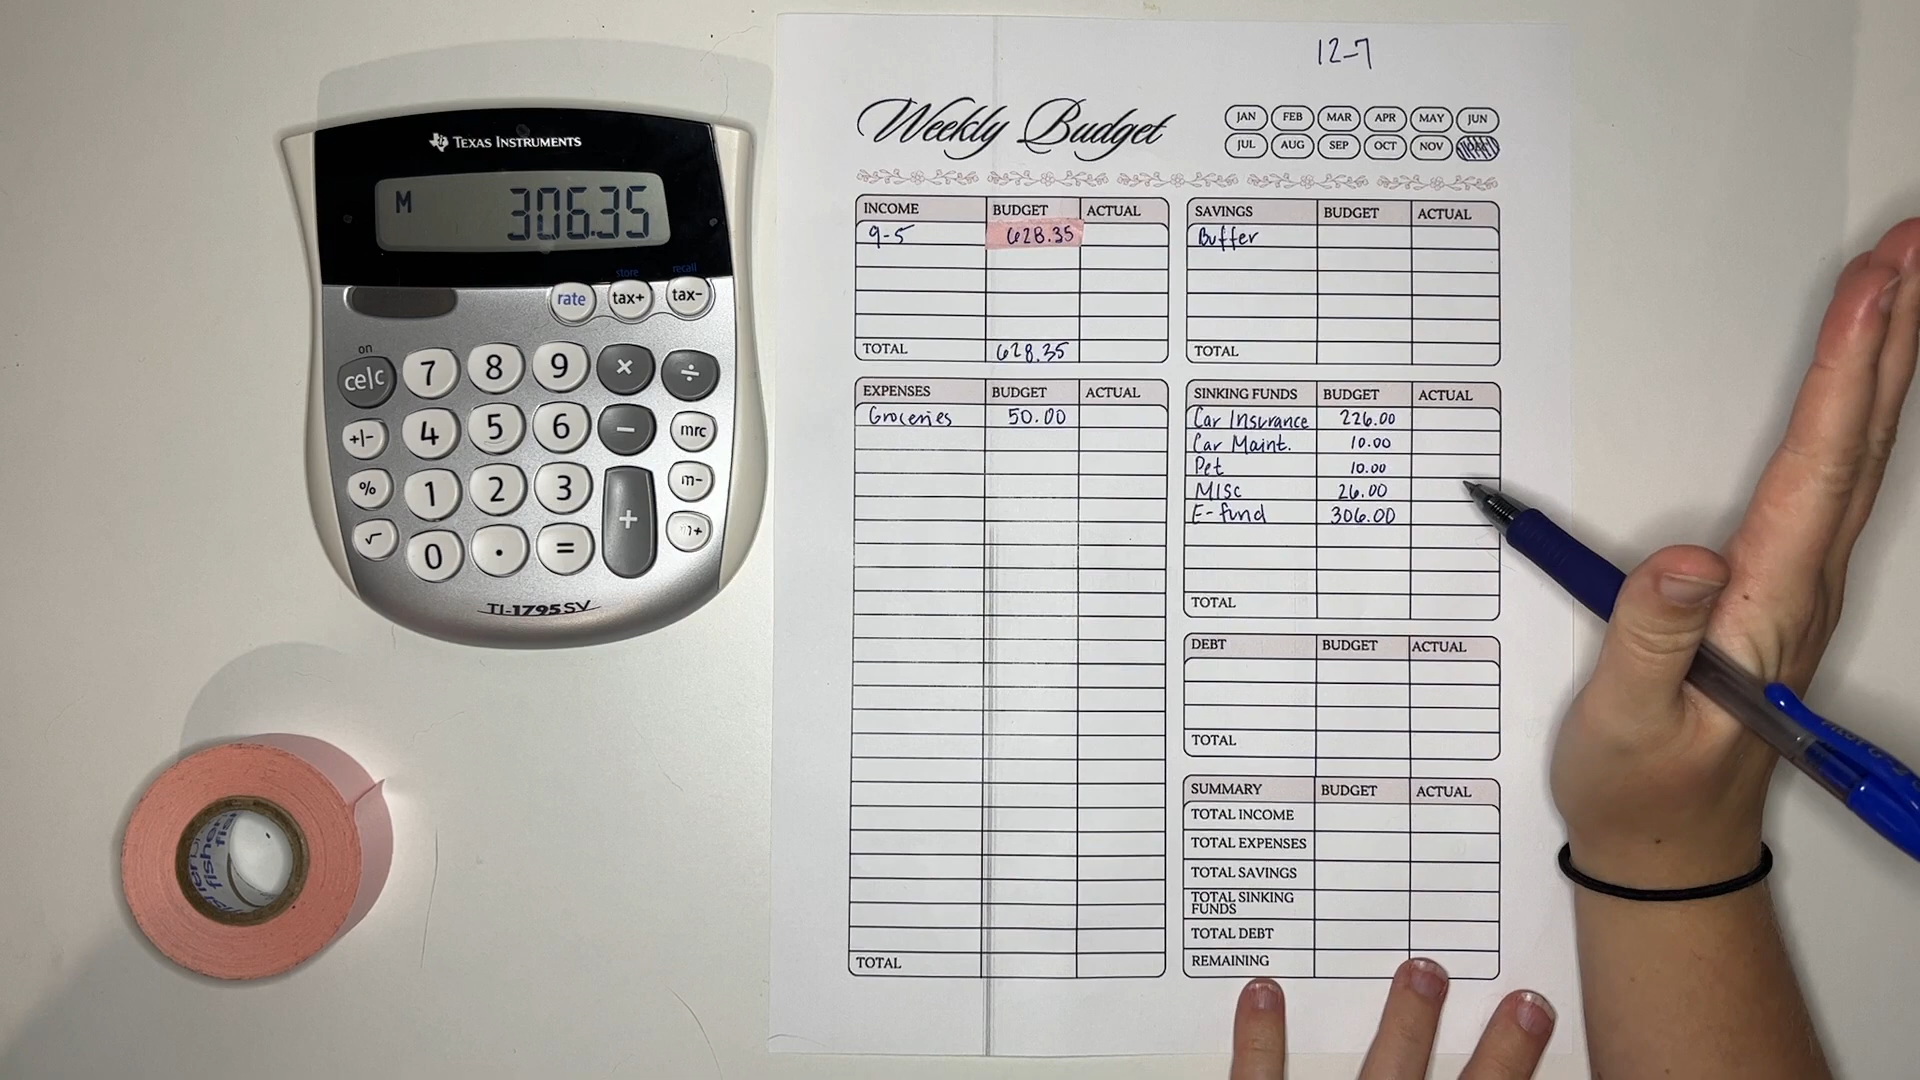 12-7
Weekly Budget
JAN FEB MAR APR MAY JUN
JUL AUG SEP OCT NOV
INCOME BUDGET ACTUAL
9-5 628.35
TOTAL 628.35
EXPENSES BUDGET ACTUAL
Groceries 50.00
TOTAL
SAVINGS BUDGET ACTUAL
Buffer
TOTAL
SINKING FUNDS BUDGET ACTUAL
Car Insurance 226.00
Car Maint. 10.00
Pet 10.00
Misc 26.00
E-fund 306.00
TOTAL
DEBT BUDGET ACTUAL
TOTAL
SUMMARY BUDGET ACTUAL
TOTAL INCOME
TOTAL EXPENSES
TOTAL SAVINGS
TOTAL SINKING
FUNDS
TOTAL DEBT
REMAINING
TEXAS INSTRUMENTS
M 306.35
store recall
rate tax+ tax-
on
ce/c 7 8 9 × ÷
+/- 4 5 6 − mrc
% 1 2 3 + m-
√ 0 . =
TI-1795 SV